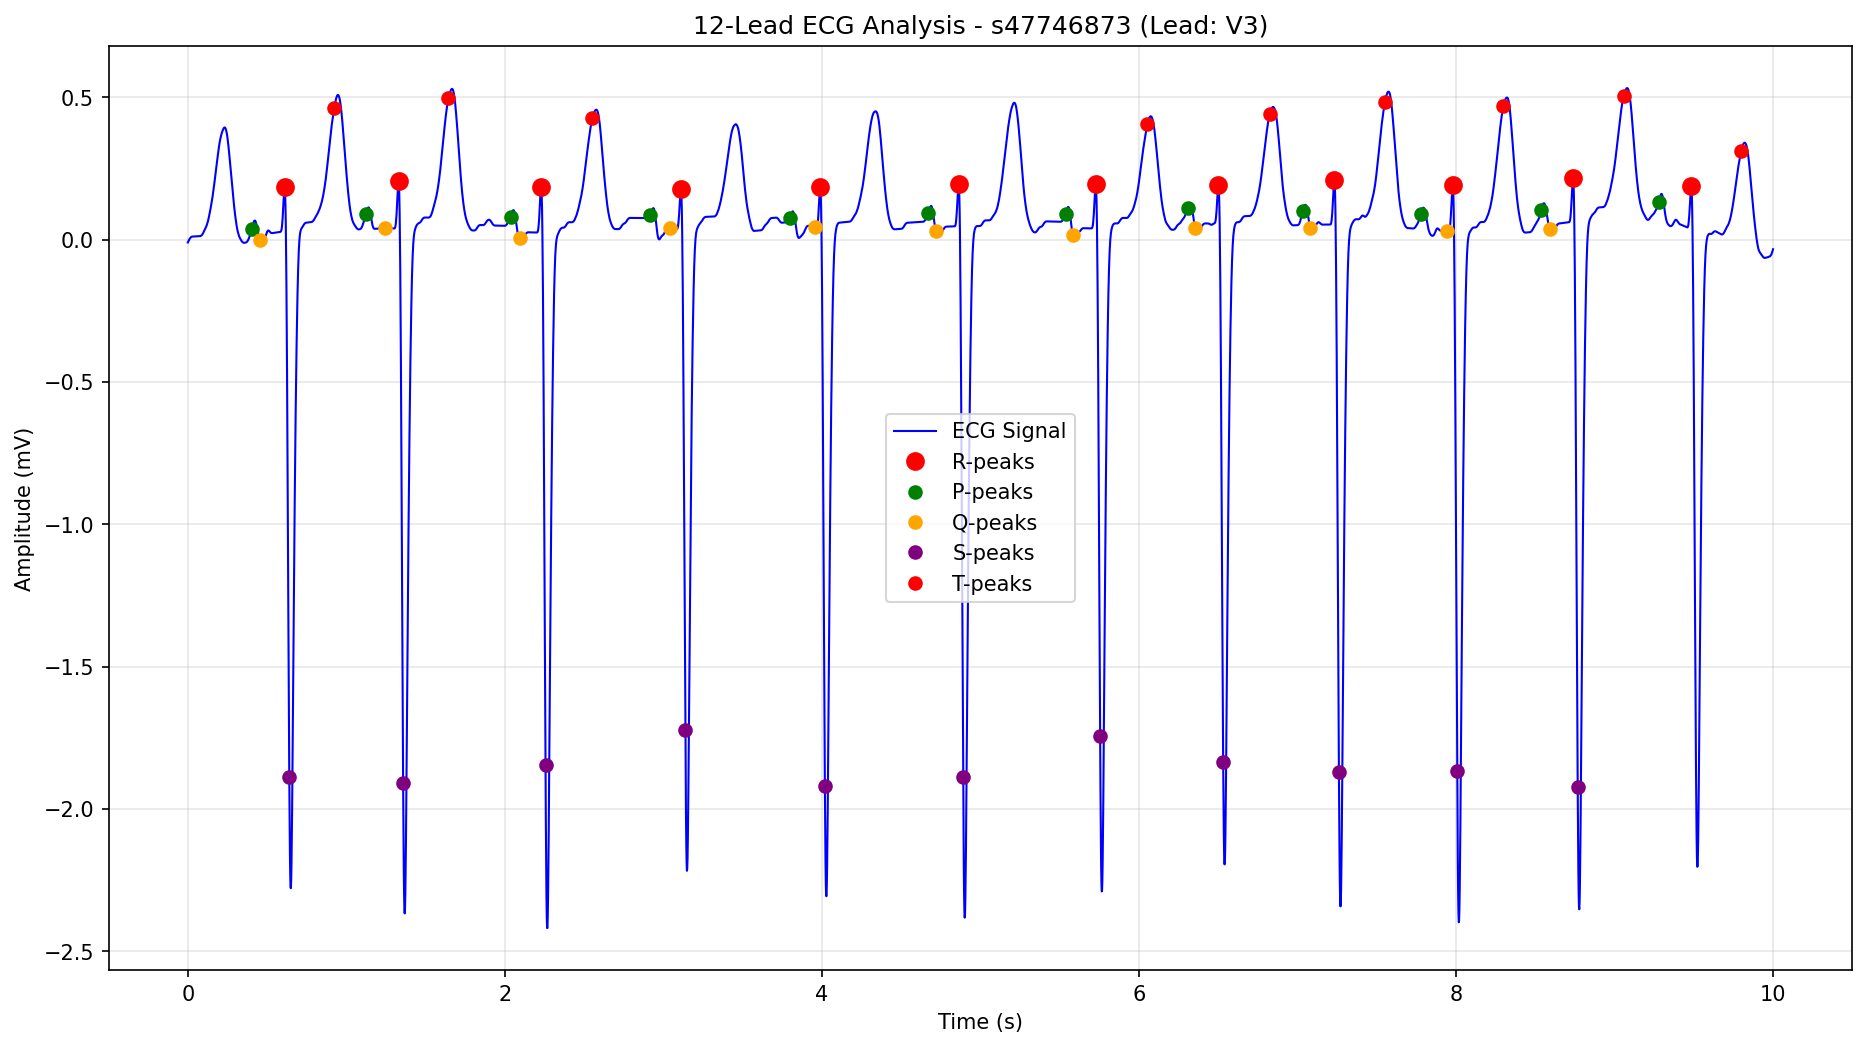 12-Lead ECG Analysis - s47746873 (Lead: V3)
Amplitude (mV)
0.5
0.0
−0.5
−1.0
−1.5
−2.0
−2.5
ECG Signal
R-peaks
P-peaks
Q-peaks
S-peaks
T-peaks
0 2 4 6 8 10
Time (s)